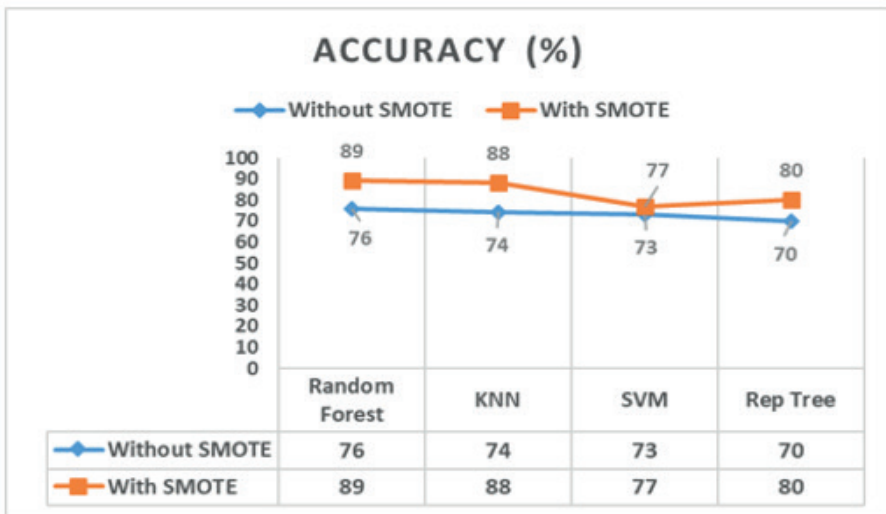 ACCURACY (%)
Without SMOTE With SMOTE
89 88 77 80
76 74 73 70
100
90
80
70
60
50
40
30
20
10
0
Random Forest KNN SVM Rep Tree
Without SMOTE 76 74 73 70
With SMOTE 89 88 77 80